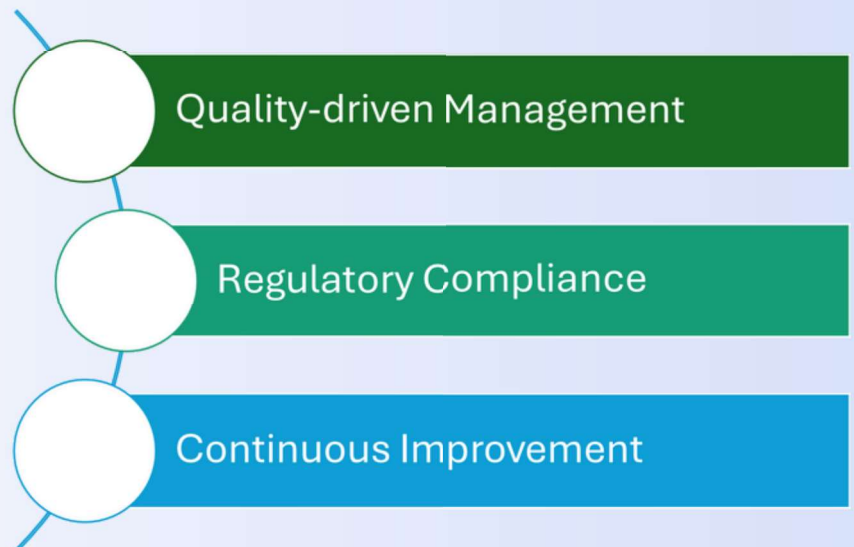 Quality-driven Management
Regulatory Compliance
Continuous Improvement